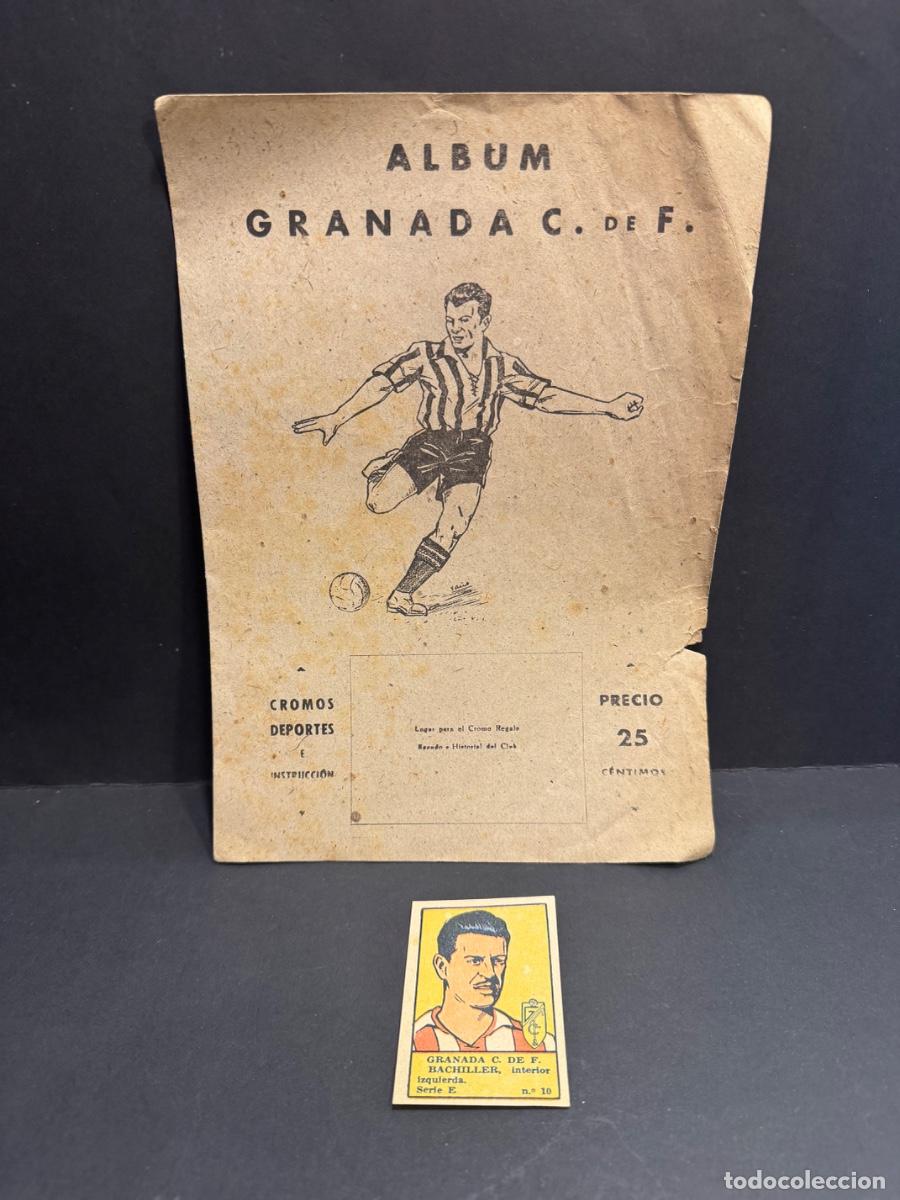 ALBUM
GRANADA C. DE F.
CROMOS
DEPORTES
E
INSTRUCCIÓN
Lugar para el Cromo Regalo
Escudo e Historial del Club
PRECIO
25
CÉNTIMOS
GRANADA C. DE F.
BACHILLER, interior
izquierda.
Serie E n.º 10
todocoleccion